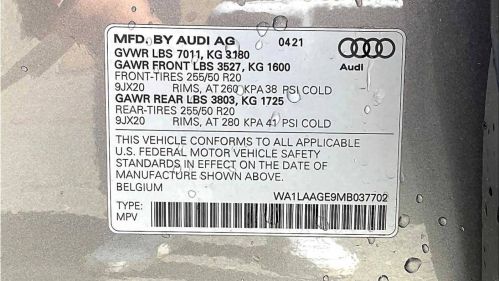 MFD. BY AUDI AG 04 21
GVWR LBS 7011, KG 3180
GAWR FRONT LBS 3527, KG 1600
FRONT-TIRES 255/50 R20
9JX20 RIMS, AT 260 KPA 38 PSI COLD
GAWR REAR LBS 3803, KG 1725
REAR-TIRES 255/50 R20
9JX20 RIMS, AT 280 KPA 41 PSI COLD
Audi
THIS VEHICLE CONFORMS TO ALL APPLICABLE
U.S. FEDERAL MOTOR VEHICLE SAFETY
STANDARDS IN EFFECT ON THE DATE OF
MANUFACTURE SHOWN ABOVE.
BELGIUM WA1LAAGE9MB037702
TYPE:
MPV